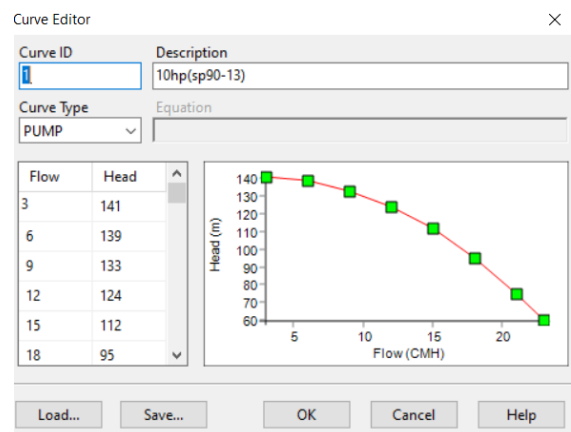 Curve Editor
Curve ID
Description
1
10hp(sp90-13)
Curve Type
Equation
PUMP
Flow Head
3 141
6 139
9 133
12 124
15 112
18 95
Head (m)
140
130
120
110
100
90
80
70
60
5 10 15 20
Flow (CMH)
Load... Save... OK Cancel Help